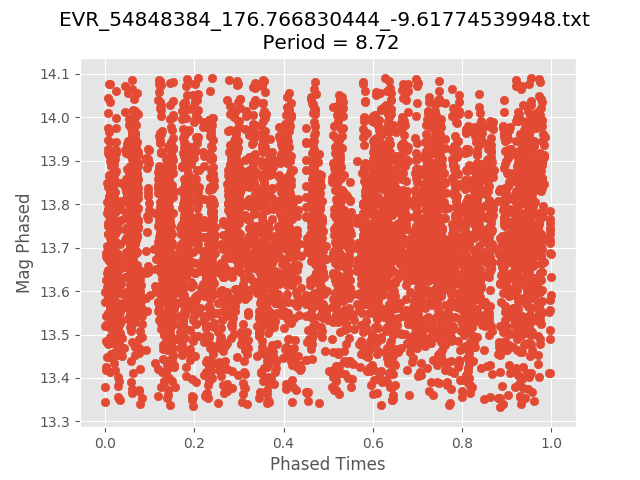 EVR_54848384_176.766830444_-9.61774539948.txt
Period = 8.72
14.1
14.0
13.9
13.8
13.7
13.6
13.5
13.4
13.3
Mag Phased
0.0 0.2 0.4 0.6 0.8 1.0
Phased Times